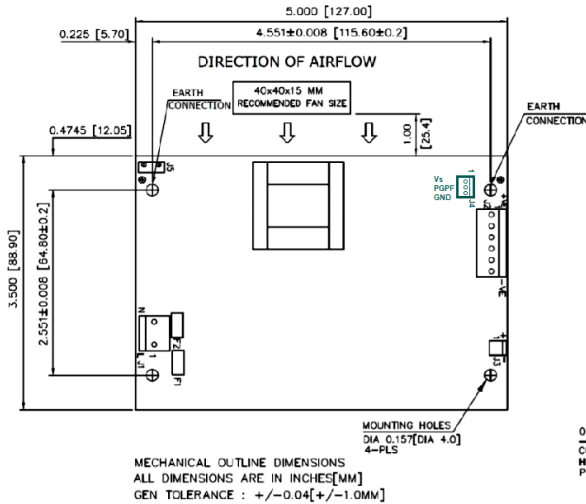 5.000 [127.00]
0.225 [5.70]
4.551±0.008 [115.60±0.2]
DIRECTION OF AIRFLOW
40x40x15 MM
RECOMMENDED FAN SIZE
EARTH
CONNECTION
EARTH
CONNECTION
0.4745 [12.05]
1.00
[25.4]
J5
Vs
PGPF
GND
1
J4
J2
+VE
-VE
3.500 [88.90]
2.551±0.008 [64.80±0.2]
N
L
J1
1
F2
F1
+
1
-
J3
MOUNTING HOLES
DIA 0.157[DIA 4.0]
4-PLS
MECHANICAL OUTLINE DIMENSIONS
ALL DIMENSIONS ARE IN INCHES[MM]
GEN TOLERANCE : +/-0.04[+/-1.0MM]